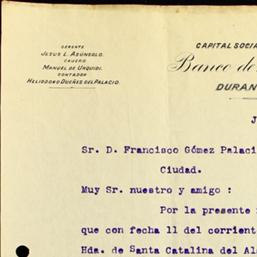 GERENTE
JESUS L. ASÚNSOLO.
CAJERO
MANUEL DE URQUIDI.
CONTADOR
HELIODORO DUEÑES DEL PALACIO.
CAPITAL SOCIA
Banco de
DURAN
J
Sr. D. Francisco Gómez Palaci
Ciudad.
Muy Sr. nuestro y amigo :
Por la presente
que con fecha 11 del corrient
Hda. de Santa Catalina del Al